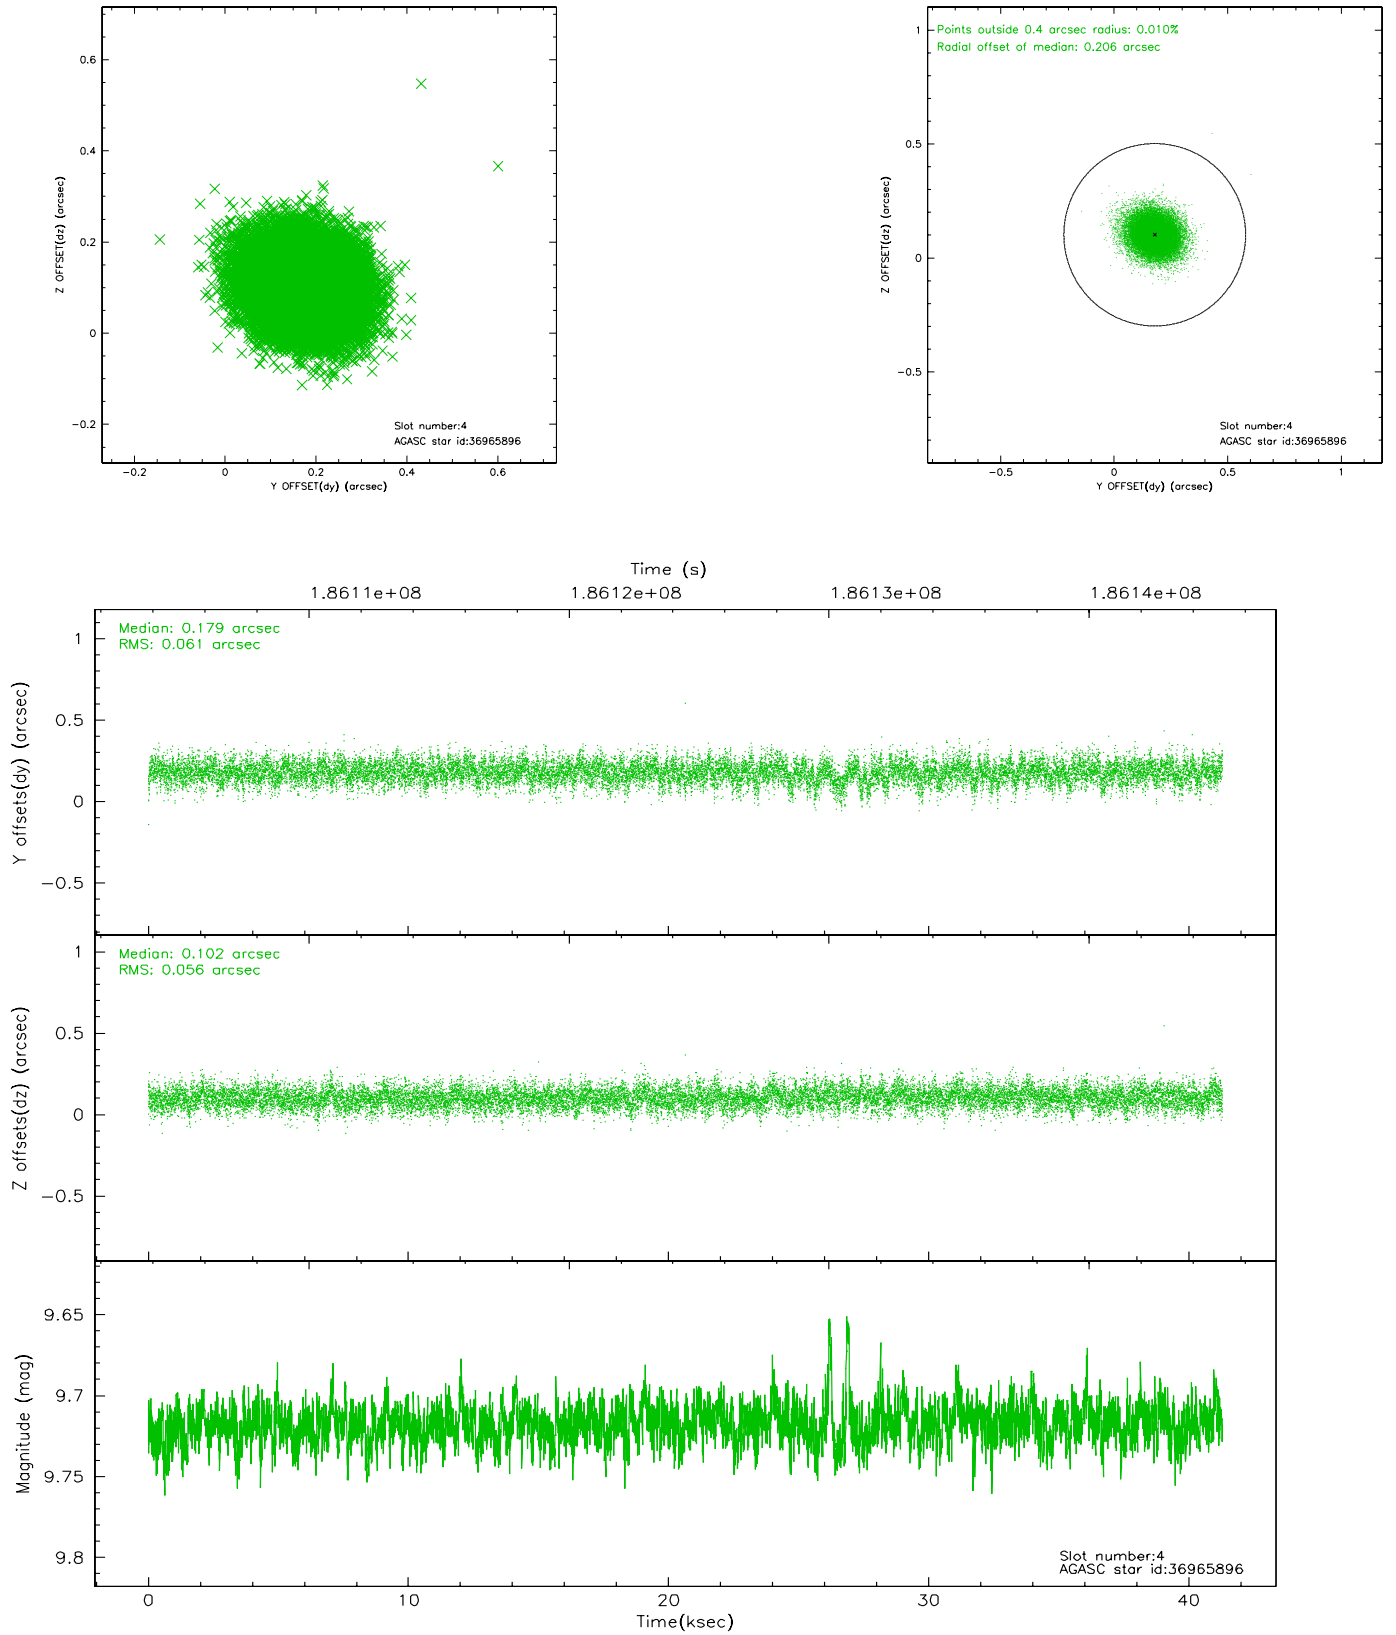 0.6
0.4
0.2
0
−0.2
Z OFFSET(dz) (arcsec)
Slot number:4
AGASC star id:36965896
−0.2 0 0.2 0.4 0.6
Y OFFSET(dy) (arcsec)
Points outside 0.4 arcsec radius: 0.010%
Radial offset of median: 0.206 arcsec
1
0.5
0
−0.5
Z OFFSET(dz) (arcsec)
Slot number:4
AGASC star id:36965896
−0.5 0 0.5 1
Y OFFSET(dy) (arcsec)
Time (s)
1.8611e+08 1.8612e+08 1.8613e+08 1.8614e+08
Median: 0.179 arcsec
RMS: 0.061 arcsec
1
0.5
0
−0.5
Y offsets(dy) (arcsec)
Median: 0.102 arcsec
RMS: 0.056 arcsec
1
0.5
0
−0.5
Z offsets(dz) (arcsec)
9.65
9.7
9.75
9.8
Magnitude (mag)
Slot number:4
AGASC star id:36965896
0 10 20 30 40
Time(ksec)